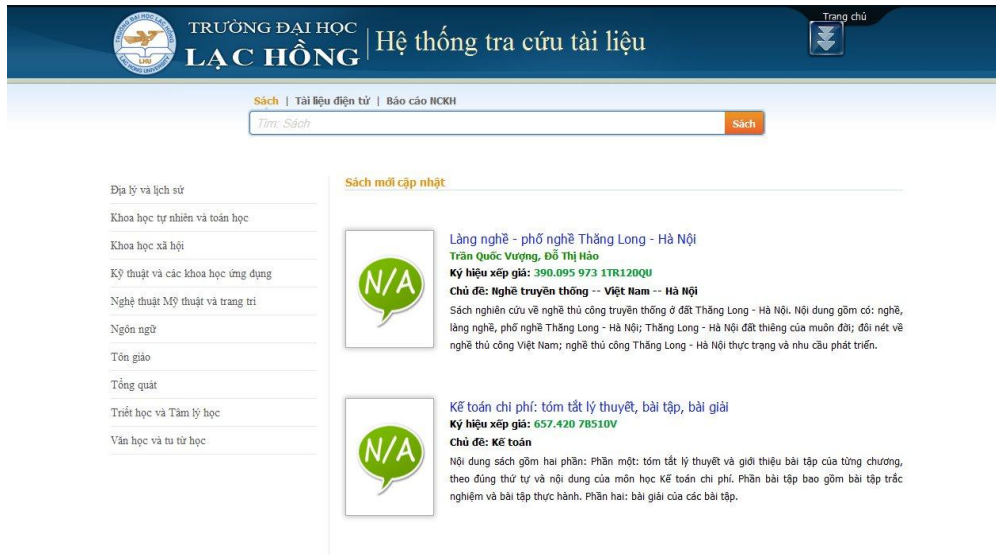 TRƯỜNG ĐẠI HỌC
LẠC HỒNG
Hệ thống tra cứu tài liệu
Trang chủ
LHU
Sách | Tài liệu điện tử | Báo cáo NCKH
Tìm: Sách
Sách
Địa lý và lịch sử
Khoa học tự nhiên và toán học
Khoa học xã hội
Kỹ thuật và các khoa học ứng dụng
Nghệ thuật Mỹ thuật và trang trí
Ngôn ngữ
Tôn giáo
Tổng quát
Triết học và Tâm lý học
Văn học và tu từ học
Sách mới cập nhật
N/A
Làng nghề - phố nghề Thăng Long - Hà Nội
Trần Quốc Vượng, Đỗ Thị Hảo
Ký hiệu xếp giá: 390.095 973 1TR120QU
Chủ đề: Nghề truyền thống -- Việt Nam -- Hà Nội
Sách nghiên cứu về nghề thủ công truyền thống ở đất Thăng Long - Hà Nội. Nội dung gồm có: nghề,
làng nghề, phố nghề Thăng Long - Hà Nội; Thăng Long - Hà Nội đất thiêng của muôn đời; đôi nét về
nghề thủ công Việt Nam; nghề thủ công Thăng Long - Hà Nội thực trạng và nhu cầu phát triển.
N/A
Kế toán chi phí: tóm tắt lý thuyết, bài tập, bài giải
Ký hiệu xếp giá: 657.420 7B510V
Chủ đề: Kế toán
Nội dung sách gồm hai phần: Phần một: tóm tắt lý thuyết và giới thiệu bài tập của từng chương,
theo đúng thứ tự và nội dung của môn học Kế toán chi phí. Phần bài tập bao gồm bài tập trắc
nghiệm và bài tập thực hành. Phần hai: bài giải của các bài tập.